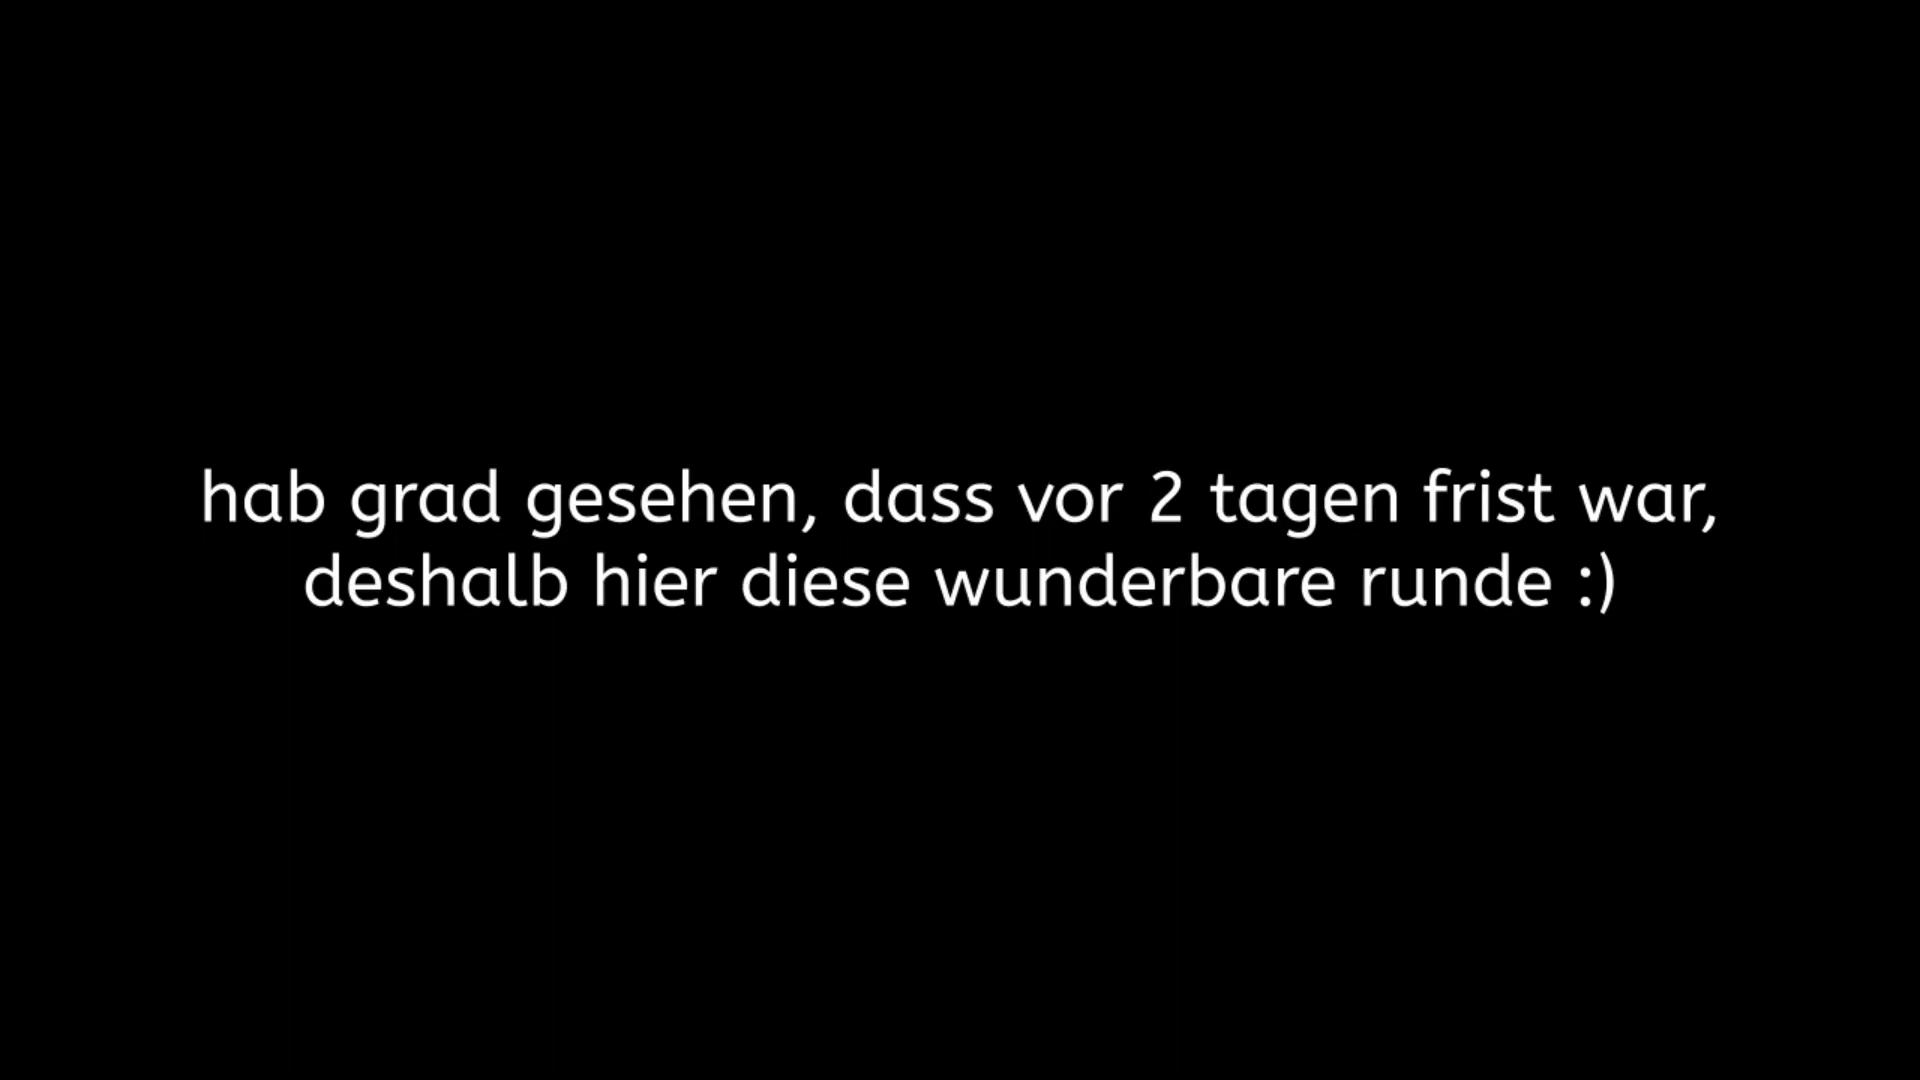 hab grad gesehen, dass vor 2 tagen frist war,
deshalb hier diese wunderbare runde :)